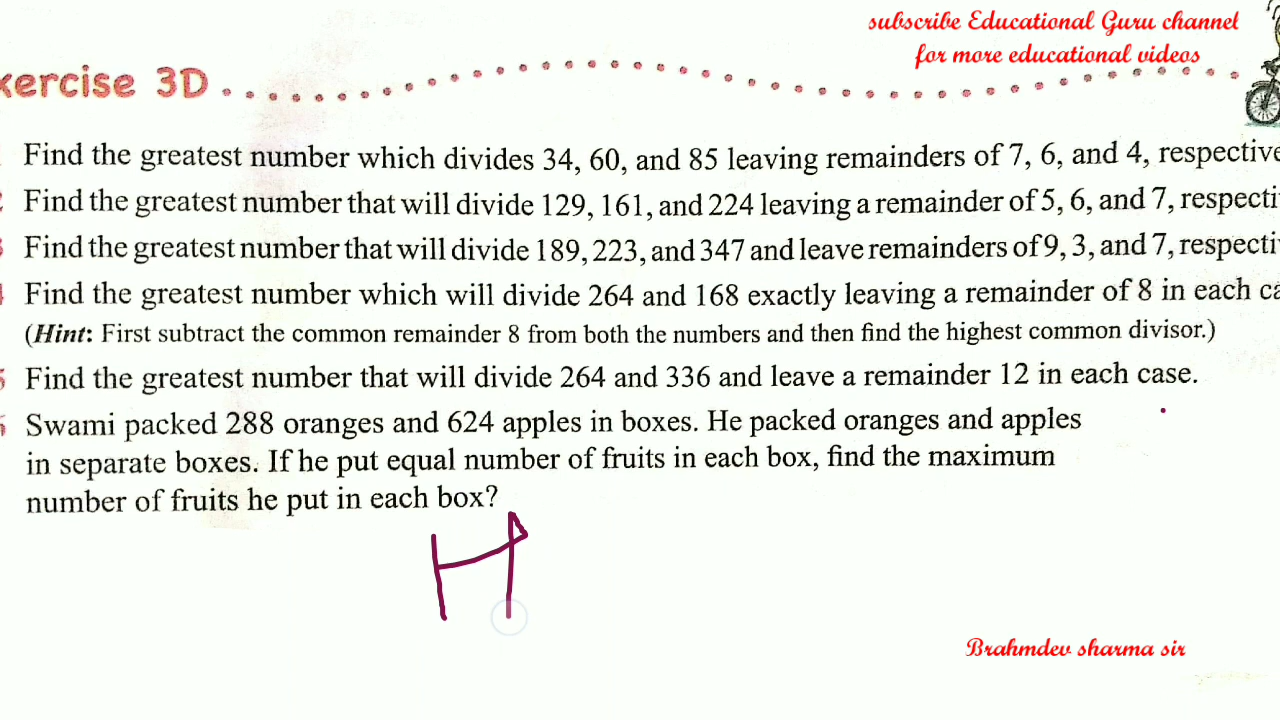 subscribe Educational Guru channel
for more educational videos
xercise 3D
Find the greatest number which divides 34, 60, and 85 leaving remainders of 7, 6, and 4, respective
Find the greatest number that will divide 129, 161, and 224 leaving a remainder of 5, 6, and 7, respecti
Find the greatest number that will divide 189, 223, and 347 and leave remainders of 9, 3, and 7, respecti
Find the greatest number which will divide 264 and 168 exactly leaving a remainder of 8 in each ca
(Hint: First subtract the common remainder 8 from both the numbers and then find the highest common divisor.)
Find the greatest number that will divide 264 and 336 and leave a remainder 12 in each case.
Swami packed 288 oranges and 624 apples in boxes. He packed oranges and apples
in separate boxes. If he put equal number of fruits in each box, find the maximum
number of fruits he put in each box?
H
Brahmdev sharma sir